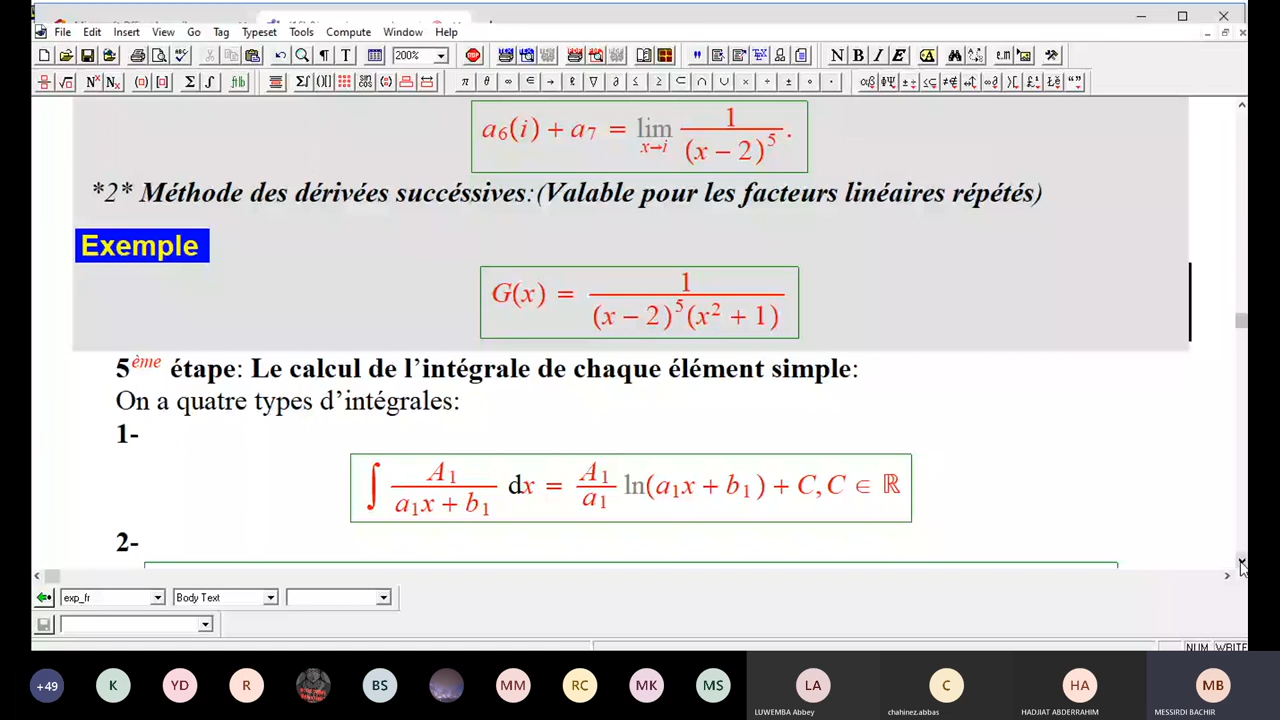 File Edit Insert View Go Tag Typeset Tools Compute Window Help
200%
a₆(i) + a₇ = lim x→i 1/(x − 2)⁵.
*2* Méthode des dérivées succéssives:(Valable pour les facteurs linéaires répétés)
Exemple
G(x) = 1/((x − 2)⁵(x² + 1))
5ème étape: Le calcul de l'intégrale de chaque élément simple:
On a quatre types d'intégrales:
1-
∫ A₁/(a₁x + b₁) dx = A₁/a₁ ln(a₁x + b₁) + C, C ∈ ℝ
2-
exp_fr Body Text
NUM WRITE
+49 K YD R BS MM RC MK MS LA C HA MB
LUWEMBA Abbey chahinez.abbas HADJIAT ABDERRAHIM MESSIRDI BACHIR